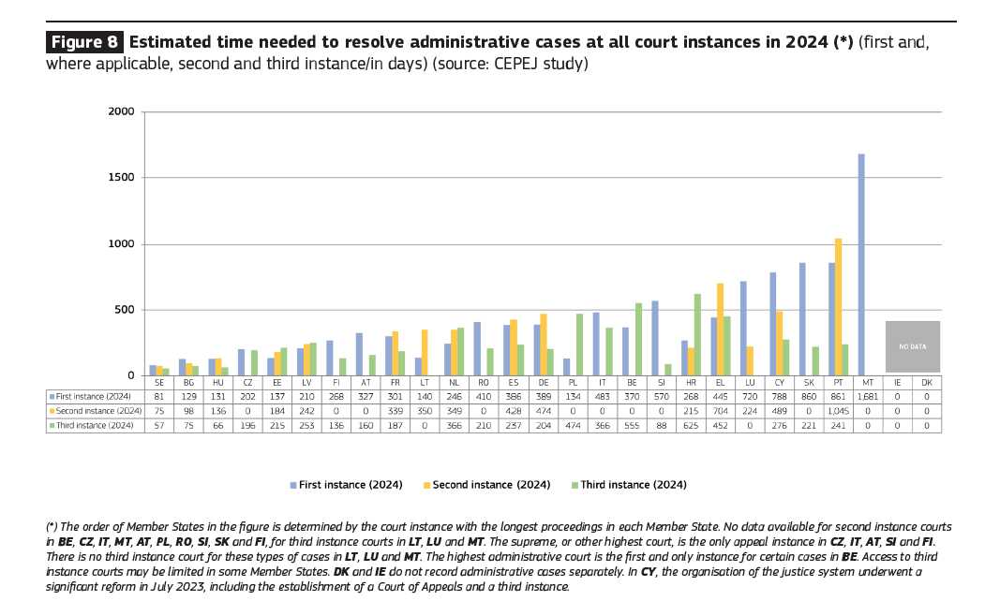 Figure 8 Estimated time needed to resolve administrative cases at all court instances in 2024 (*) (first and,
where applicable, second and third instance/in days) (source: CEPEJ study)
2000
1500
1000
500
0
NO DATA
SE BG HU CZ EE LV FI AT FR LT NL RO ES DE PL IT BE SI HR EL LU CY SK PT MT IE DK
First instance (2024) 81 129 131 202 137 210 268 327 301 140 246 410 386 389 134 483 370 570 268 445 720 788 860 861 1,681 0 0
Second instance (2024) 75 98 136 0 184 242 0 0 339 350 349 0 428 474 0 0 0 0 215 704 224 489 0 1,045 0 0 0
Third instance (2024) 57 75 66 196 215 253 136 160 187 0 366 210 237 204 474 366 555 88 625 452 0 276 221 241 0 0 0
First instance (2024) Second instance (2024) Third instance (2024)
(*) The order of Member States in the figure is determined by the court instance with the longest proceedings in each Member State. No data available for second instance courts
in BE, CZ, IT, MT, AT, PL, RO, SI, SK and FI, for third instance courts in LT, LU and MT. The supreme, or other highest court, is the only appeal instance in CZ, IT, AT, SI and FI.
There is no third instance court for these types of cases in LT, LU and MT. The highest administrative court is the first and only instance for certain cases in BE. Access to third
instance courts may be limited in some Member States. DK and IE do not record administrative cases separately. In CY, the organisation of the justice system underwent a
significant reform in July 2023, including the establishment of a Court of Appeals and a third instance.